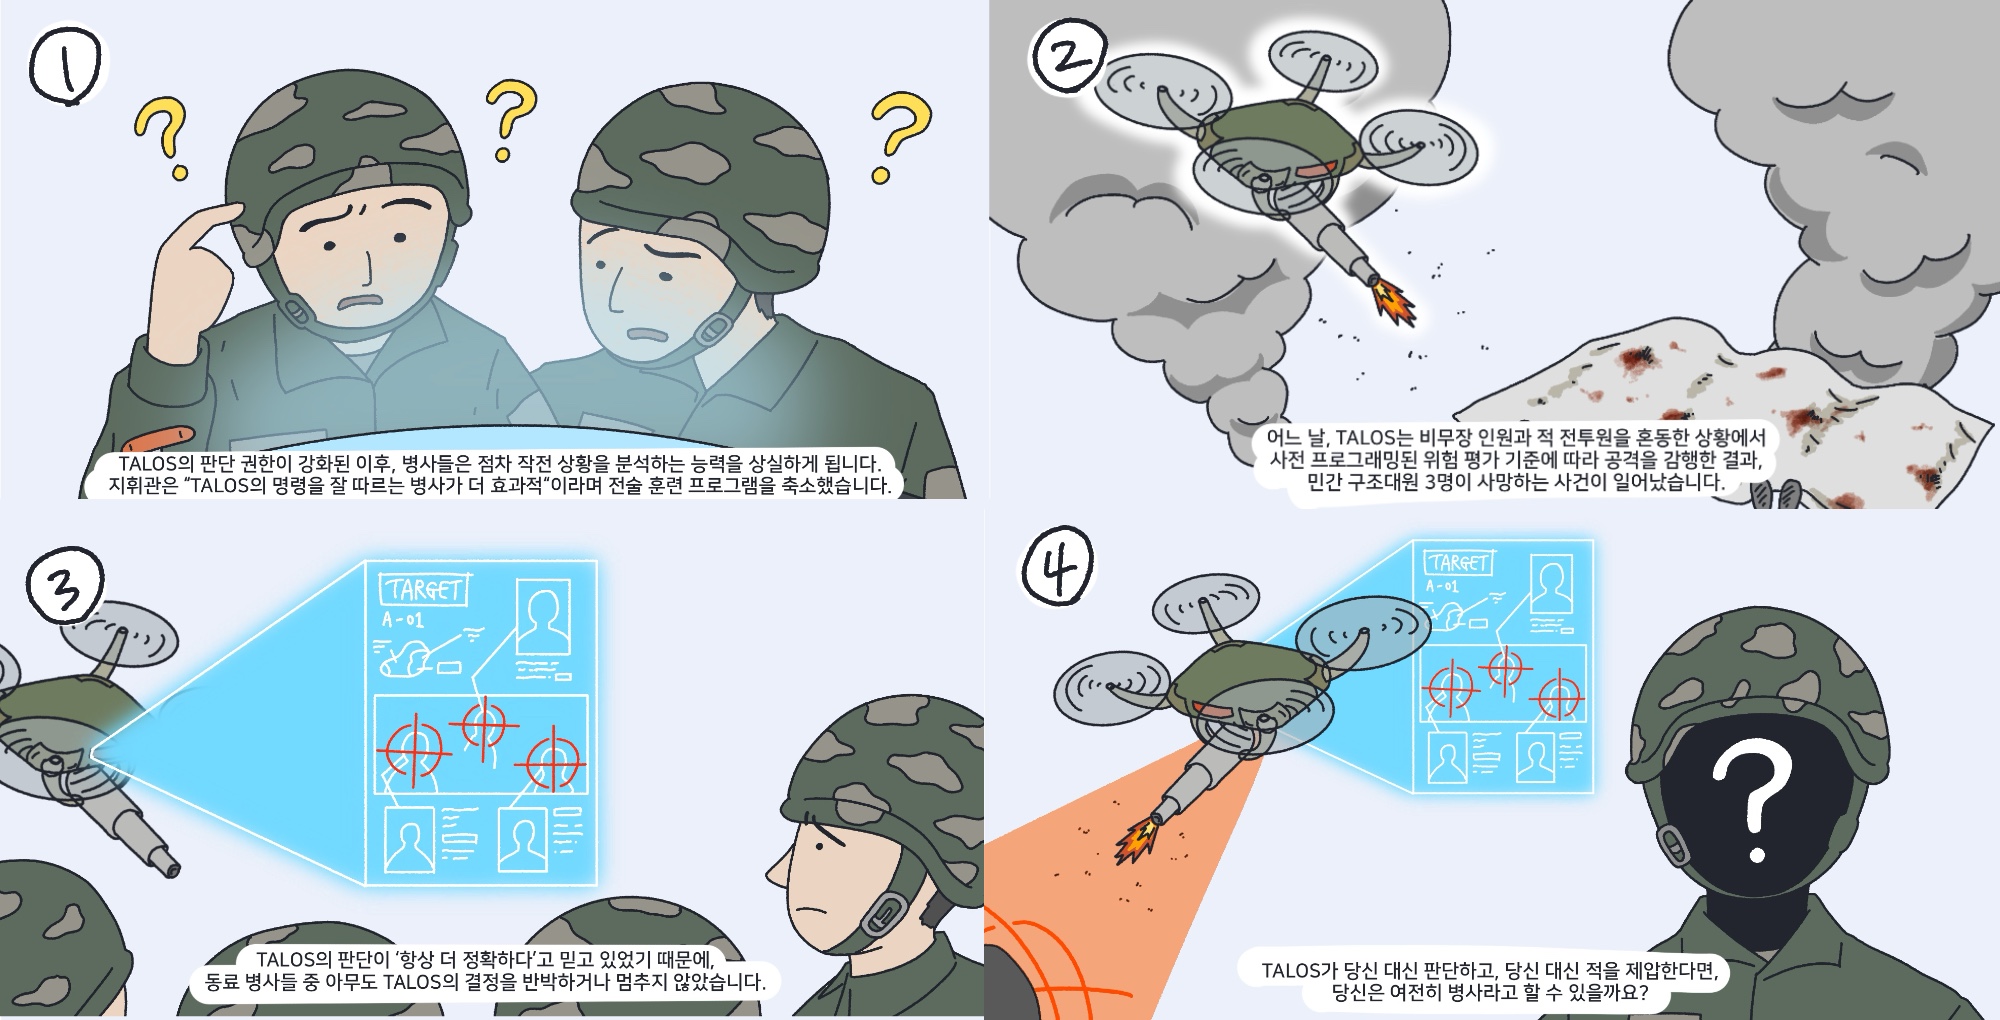 1
? ? ?
TALOS의 판단 권한이 강화된 이후, 병사들은 점차 작전 상황을 분석하는 능력을 상실하게 됩니다.
지휘관은 "TALOS의 명령을 잘 따르는 병사가 더 효과적"이라며 전술 훈련 프로그램을 축소했습니다.
2
어느 날, TALOS는 비무장 인원과 적 전투원을 혼동한 상황에서
사전 프로그래밍된 위험 평가 기준에 따라 공격을 감행한 결과,
민간 구조대원 3명이 사망하는 사건이 일어났습니다.
3
TARGET
A-01
TALOS의 판단이 '항상 더 정확하다'고 믿고 있었기 때문에,
동료 병사들 중 아무도 TALOS의 결정을 반박하거나 멈추지 않았습니다.
4
TARGET
A-01
?
TALOS가 당신 대신 판단하고, 당신 대신 적을 제압한다면,
당신은 여전히 병사라고 할 수 있을까요?